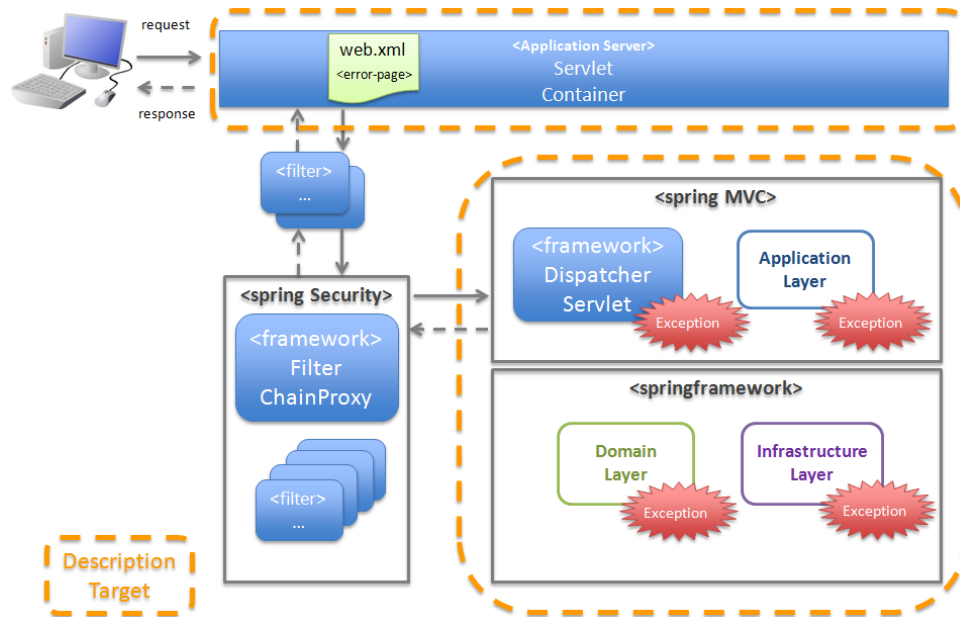 request
response
web.xml
<error-page>
<Application Server>
Servlet
Container
<filter>
...
<spring MVC>
<framework>
Dispatcher
Servlet
Exception
Application
Layer
Exception
<spring Security>
<framework>
Filter
ChainProxy
<filter>
...
<springframework>
Domain
Layer
Exception
Infrastructure
Layer
Exception
Description
Target